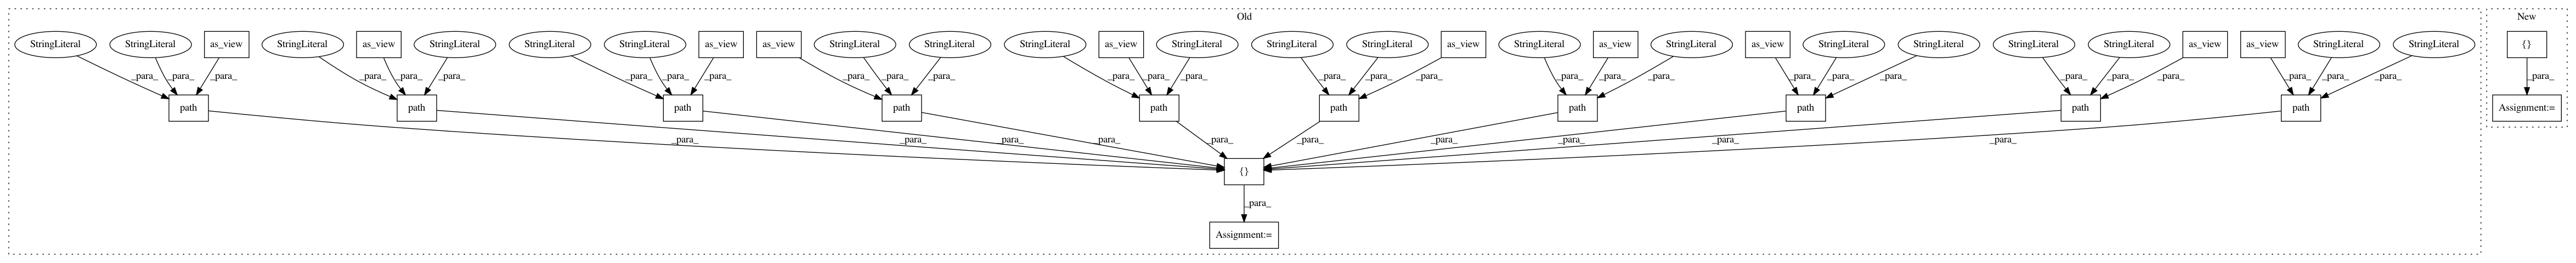 Old New
StringLiteral StringLiteral as_view StringLiteral as_view StringLiteral StringLiteral StringLiteral as_view as_view StringLiteral StringLiteral StringLiteral as_view StringLiteral StringLiteral StringLiteral as_view StringLiteral as_view StringLiteral as_view StringLiteral StringLiteral StringLiteral StringLiteral as_view as_view StringLiteral StringLiteral {}
_para_ _para_ _para_ _para_ _para_ _para_ _para_ _para_ _para_ _para_ _para_ _para_ _para_ _para_ _para_ _para_ _para_ _para_ _para_ _para_ _para_ _para_ _para_ _para_ _para_ _para_ _para_ _para_ _para_ _para_ _para_
path path path path path path path path path path Assignment:=
_para_ _para_ _para_ _para_ _para_ _para_ _para_ _para_ _para_ _para_
{}
_para_
Assignment:=